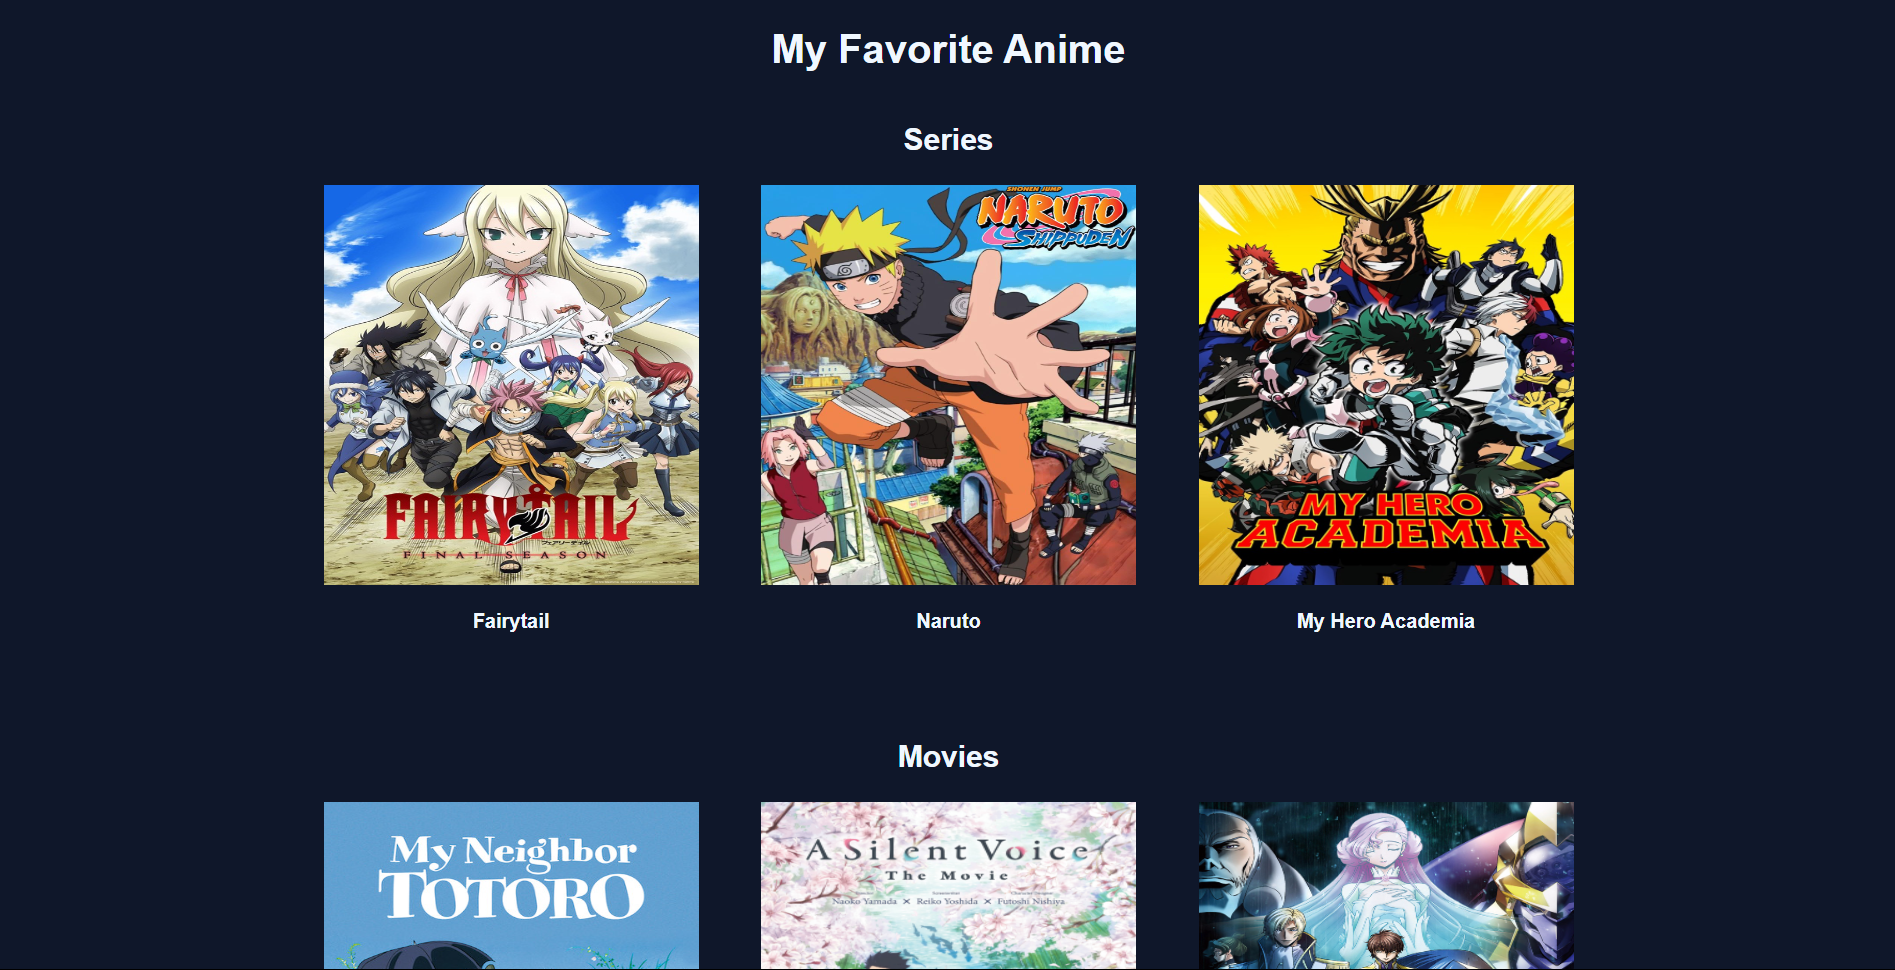 My Favorite Anime
Series
FAIRY TAIL
フェアリーテイル
FINAL SEASON
SHONEN JUMP
NARUTO
SHIPPUDEN
MY HERO
ACADEMIA
Fairytail
Naruto
My Hero Academia
Movies
My Neighbor
TOTORO
A Silent Voice
The Movie
Naoko Yamada × Reiko Yoshida × Futoshi Nishiya